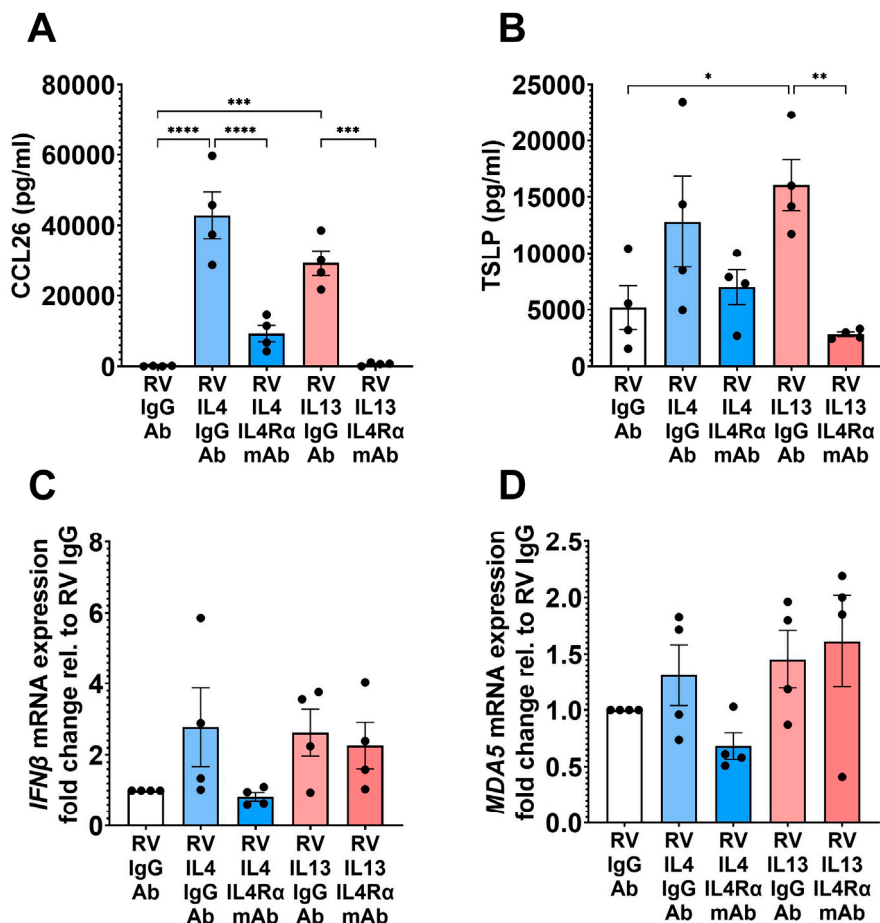 A
CCL26 (pg/ml)
80000
60000
40000
20000
0
***
**** **** ***
RV RV RV RV RV
IgG IL4 IL4 IL13 IL13
Ab IgG IL4Rα IgG IL4Rα
Ab mAb Ab mAb
B
TSLP (pg/ml)
25000
20000
15000
10000
5000
0
* **
RV RV RV RV RV
IgG IL4 IL4 IL13 IL13
Ab IgG IL4Rα IgG IL4Rα
Ab mAb Ab mAb
C
IFNβ mRNA expression
fold change rel. to RV IgG
8
6
4
2
0
RV RV RV RV RV
IgG IL4 IL4 IL13 IL13
Ab IgG IL4Rα IgG IL4Rα
Ab mAb Ab mAb
D
MDA5 mRNA expression
fold change rel. to RV IgG
2.5
2.0
1.5
1.0
0.5
0.0
RV RV RV RV RV
IgG IL4 IL4 IL13 IL13
Ab IgG IL4Rα IgG IL4Rα
Ab mAb Ab mAb